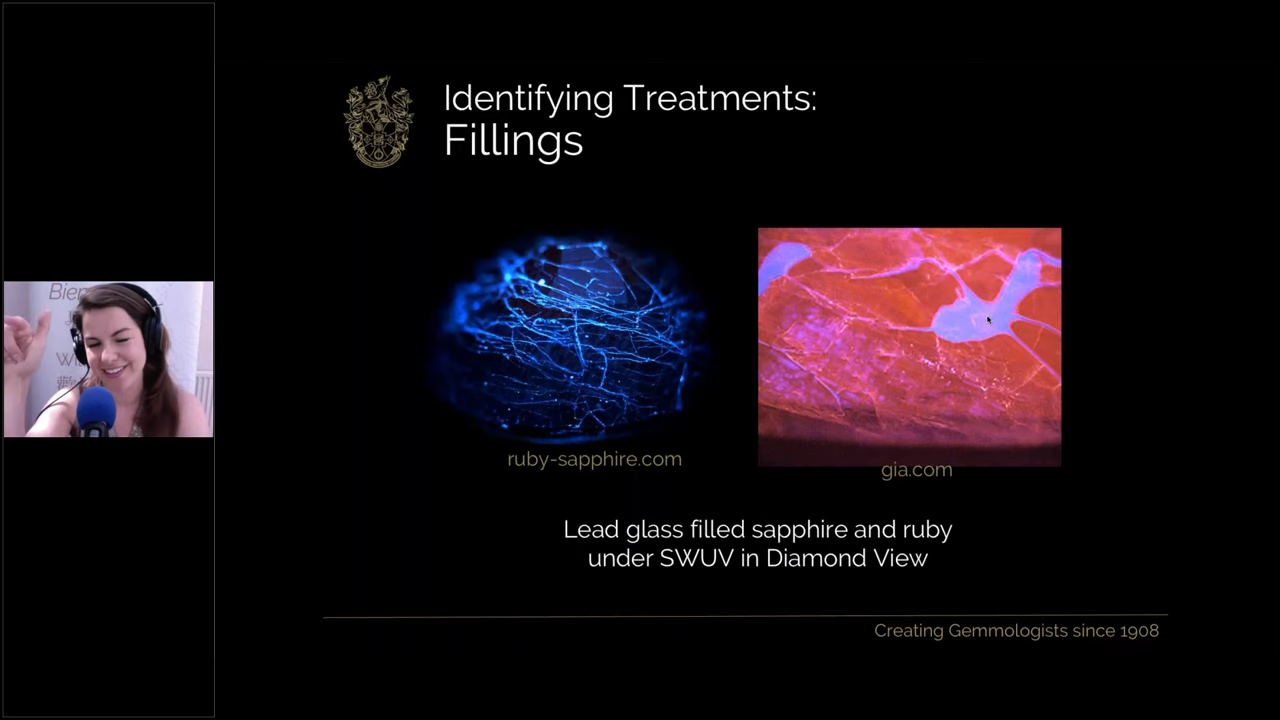 Identifying Treatments:
Fillings
ruby-sapphire.com
gia.com
Lead glass filled sapphire and ruby
under SWUV in Diamond View
Creating Gemmologists since 1908